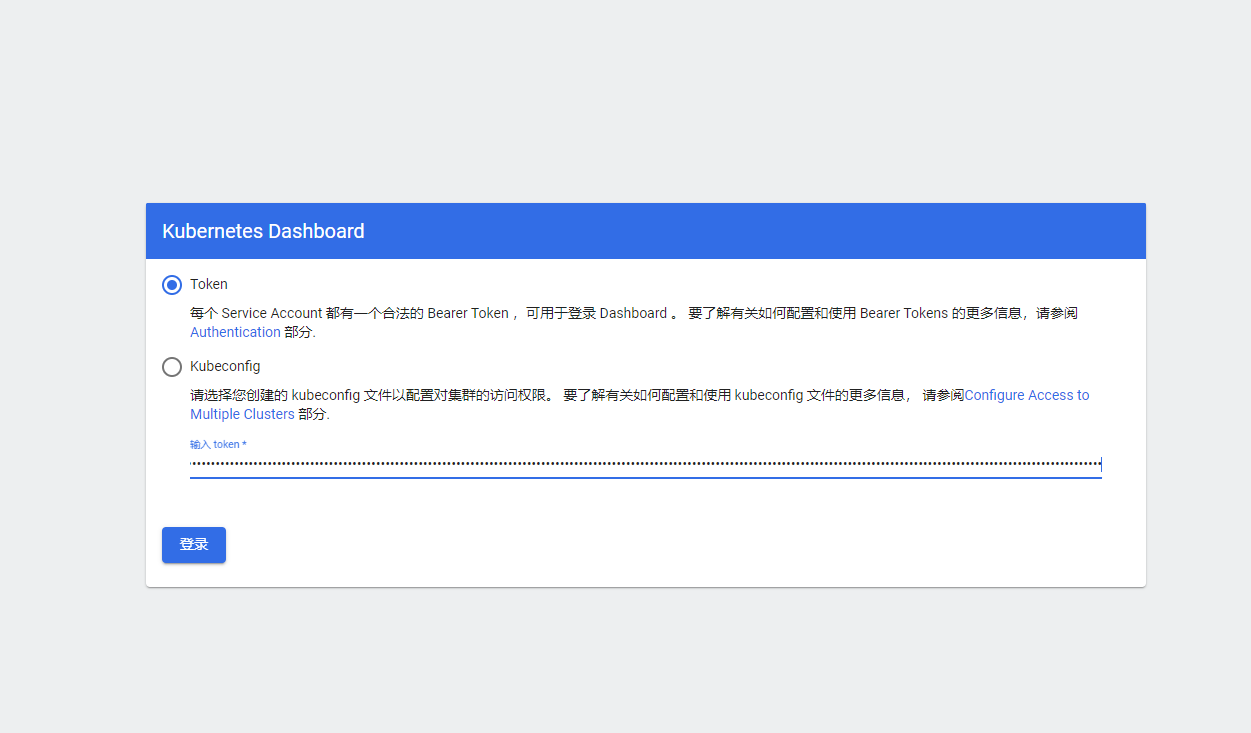 Kubernetes Dashboard
Token
每个 Service Account 都有一个合法的 Bearer Token ，可用于登录 Dashboard 。 要了解有关如何配置和使用 Bearer Tokens 的更多信息，请参阅
Authentication 部分.
Kubeconfig
请选择您创建的 kubeconfig 文件以配置对集群的访问权限。 要了解有关如何配置和使用 kubeconfig 文件的更多信息， 请参阅Configure Access to
Multiple Clusters 部分.
输入 token *
登录